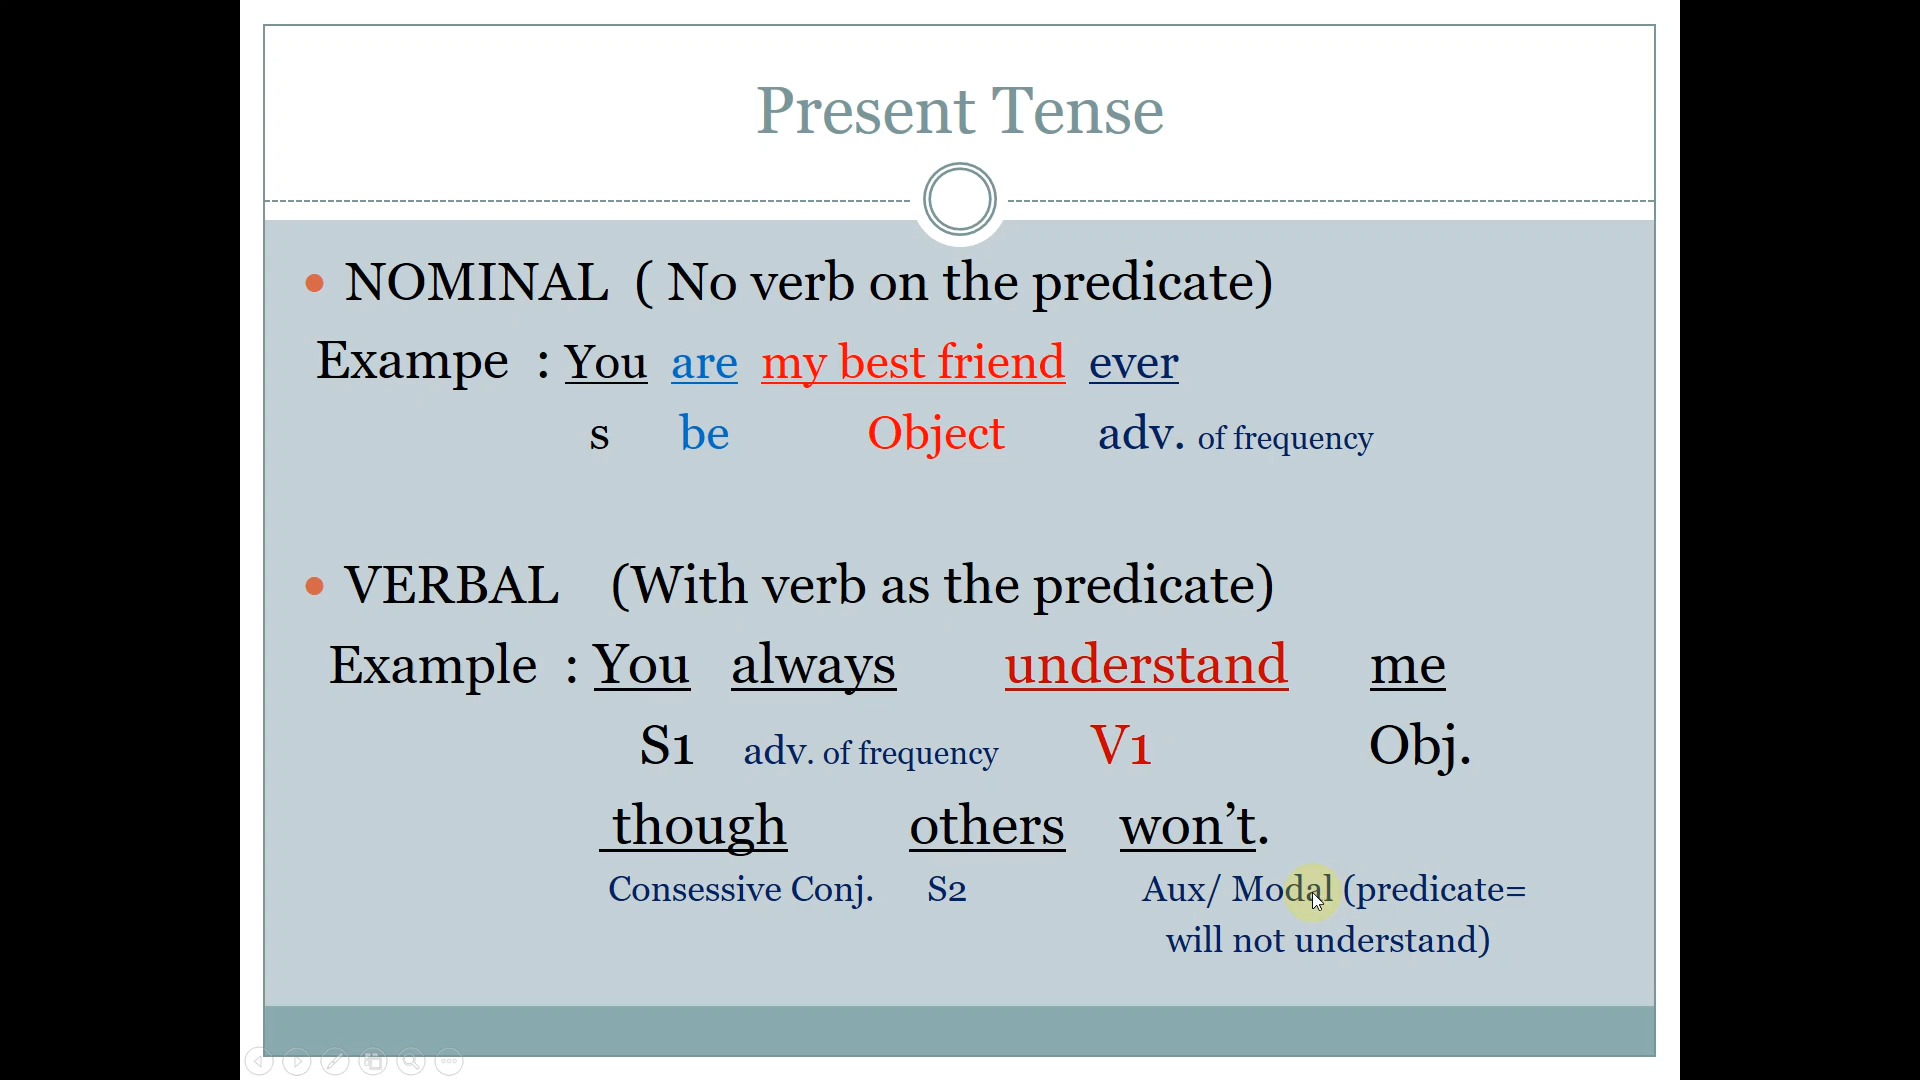 Present Tense
NOMINAL ( No verb on the predicate)
Exampe : You are my best friend ever
s be Object adv. of frequency
VERBAL (With verb as the predicate)
Example : You always understand me
S1 adv. of frequency V1 Obj.
though others won’t.
Consessive Conj. S2 Aux/ Modal (predicate=
will not understand)